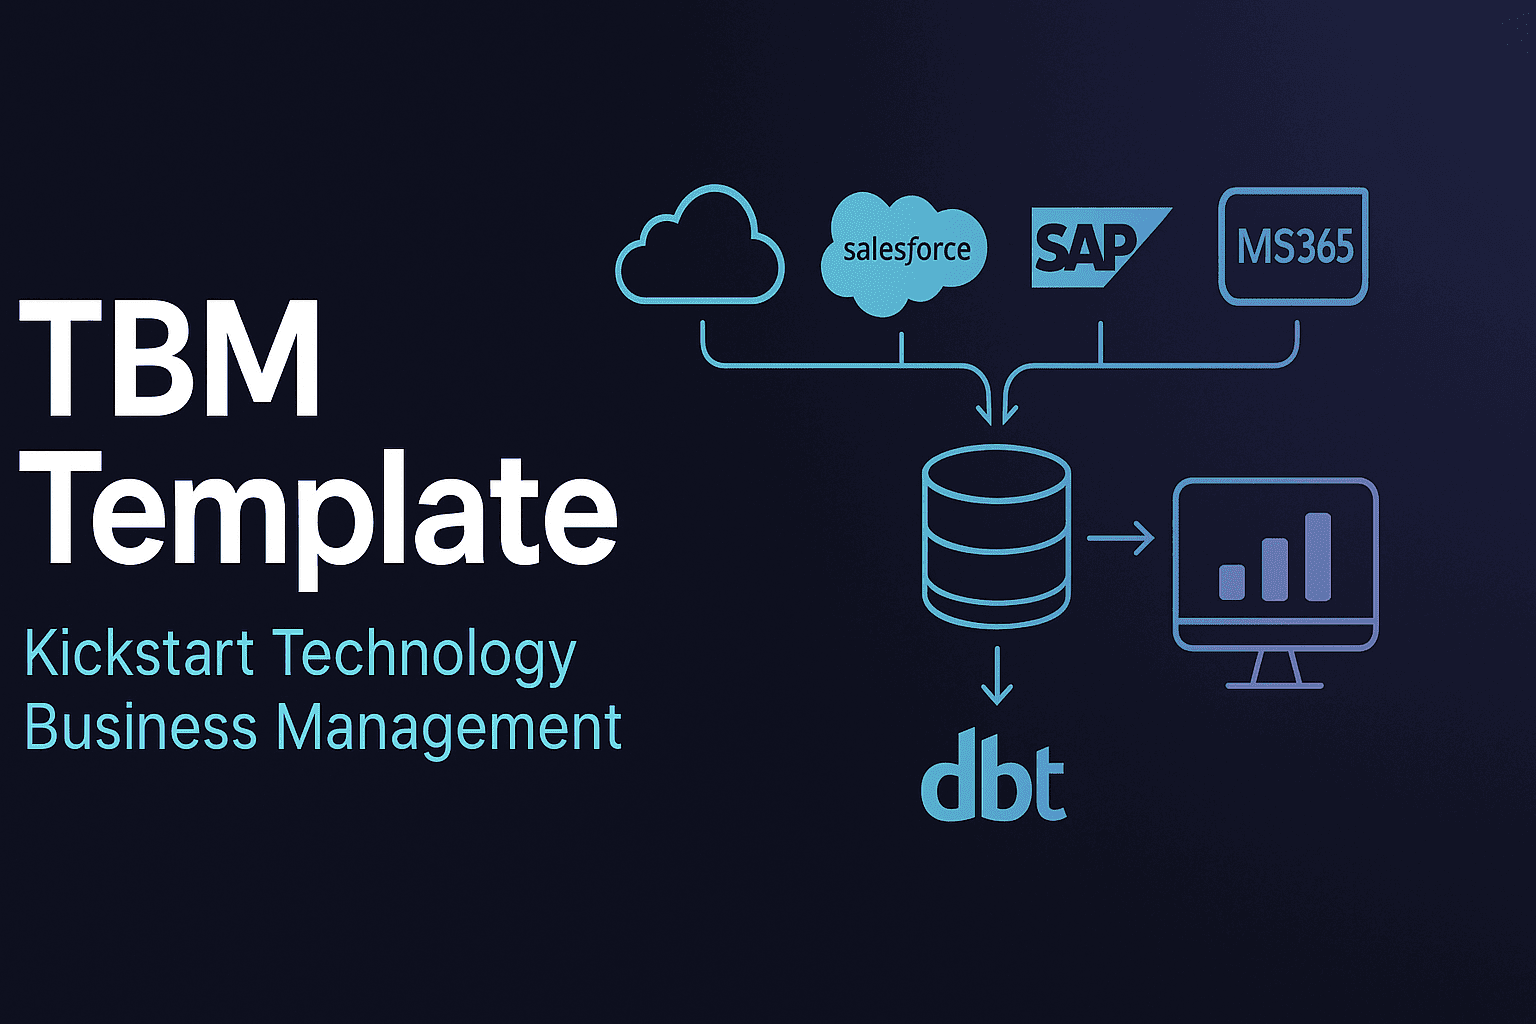 TBM
Template
Kickstart Technology
Business Management
salesforce
SAP
MS365
dbt